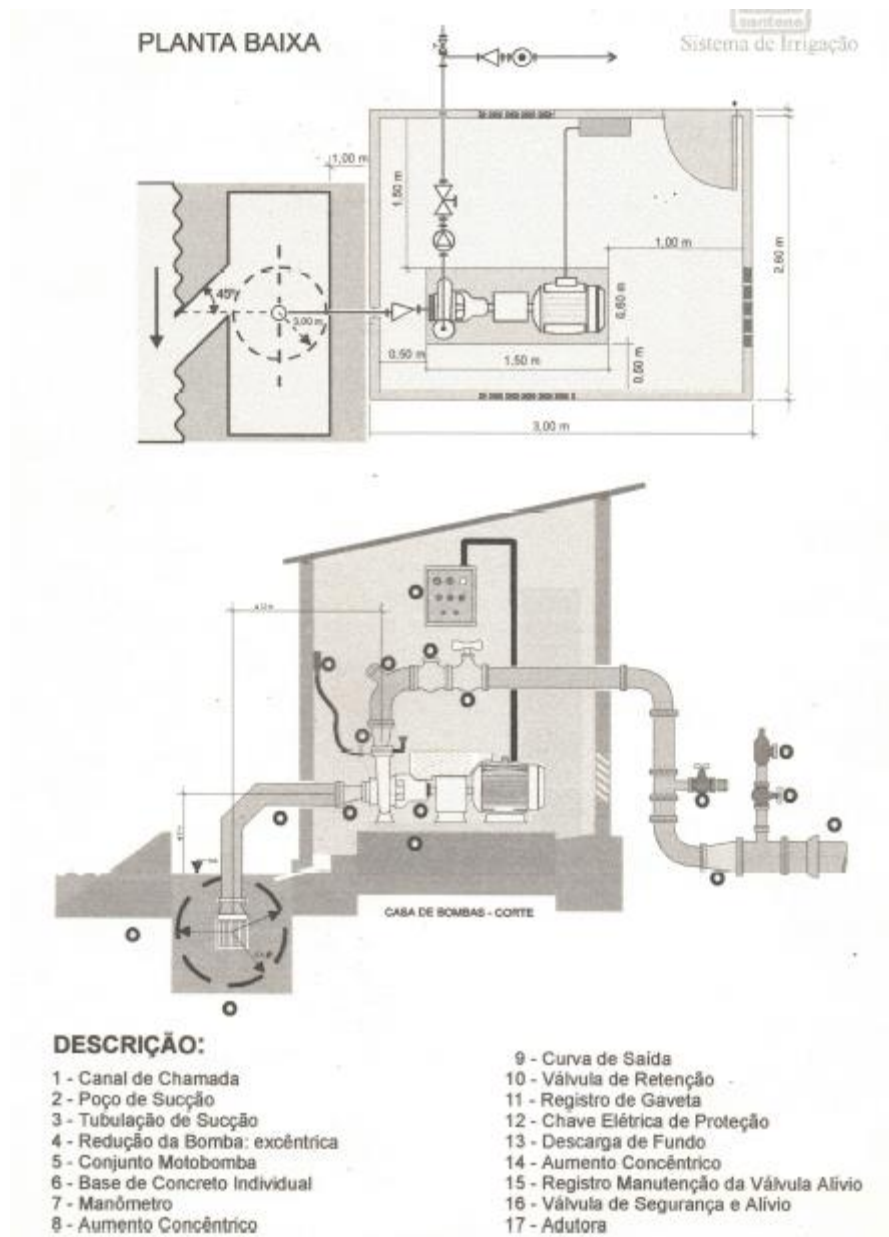 PLANTA BAIXA
santeno
Sistema de Irrigação
1,00 m
1.50 m
1,00 m
2,60 m
45º
3,00 m
0,60 m
0.50 m
1.50 m
0,50 m
3,00 m
CASA DE BOMBAS - CORTE
DESCRIÇÃO:
1 - Canal de Chamada
2 - Poço de Sucção
3 - Tubulação de Sucção
4 - Redução da Bomba: excêntrica
5 - Conjunto Motobomba
6 - Base de Concreto Individual
7 - Manômetro
8 - Aumento Concêntrico
9 - Curva de Saída
10 - Válvula de Retenção
11 - Registro de Gaveta
12 - Chave Elétrica de Proteção
13 - Descarga de Fundo
14 - Aumento Concêntrico
15 - Registro Manutenção da Válvula Alívio
16 - Válvula de Segurança e Alívio
17 - Adutora